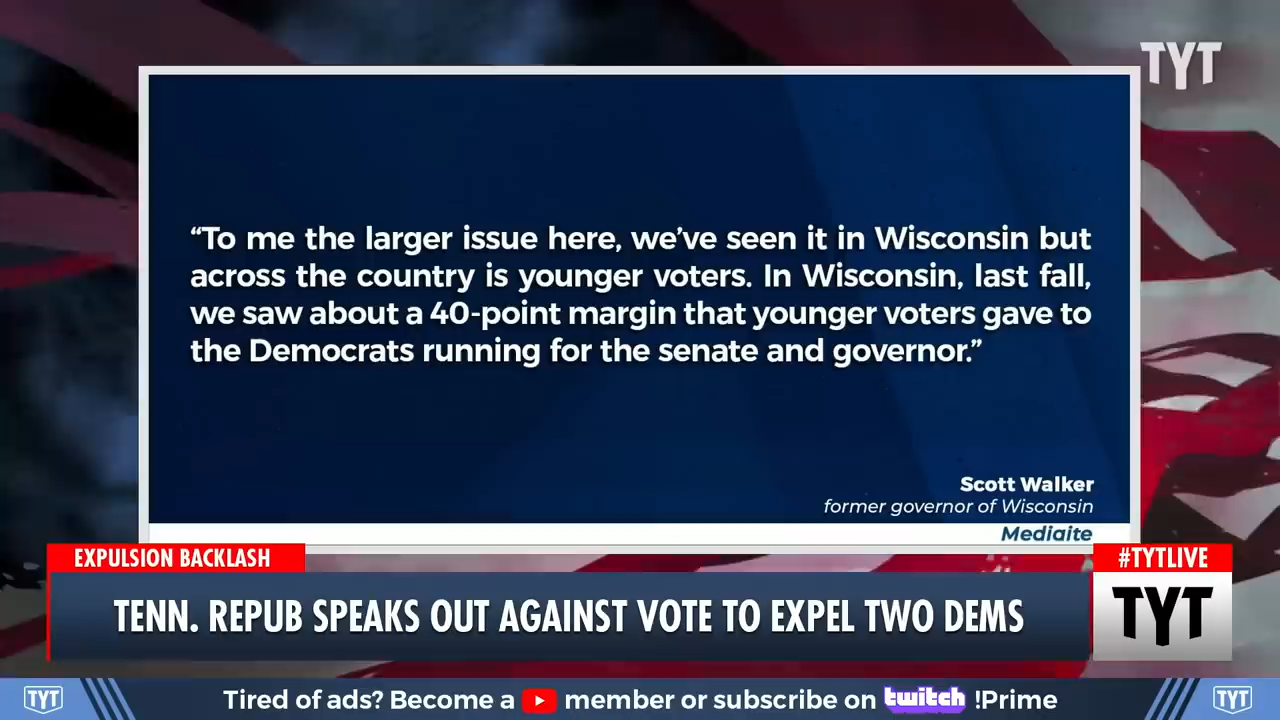 TYT
“To me the larger issue here, we’ve seen it in Wisconsin but
across the country is younger voters. In Wisconsin, last fall,
we saw about a 40-point margin that younger voters gave to
the Democrats running for the senate and governor.”
Scott Walker
former governor of Wisconsin
Mediaite
EXPULSION BACKLASH
#TYTLIVE
TENN. REPUB SPEAKS OUT AGAINST VOTE TO EXPEL TWO DEMS
TYT
TYT
Tired of ads? Become a member or subscribe on twitch !Prime
TYT